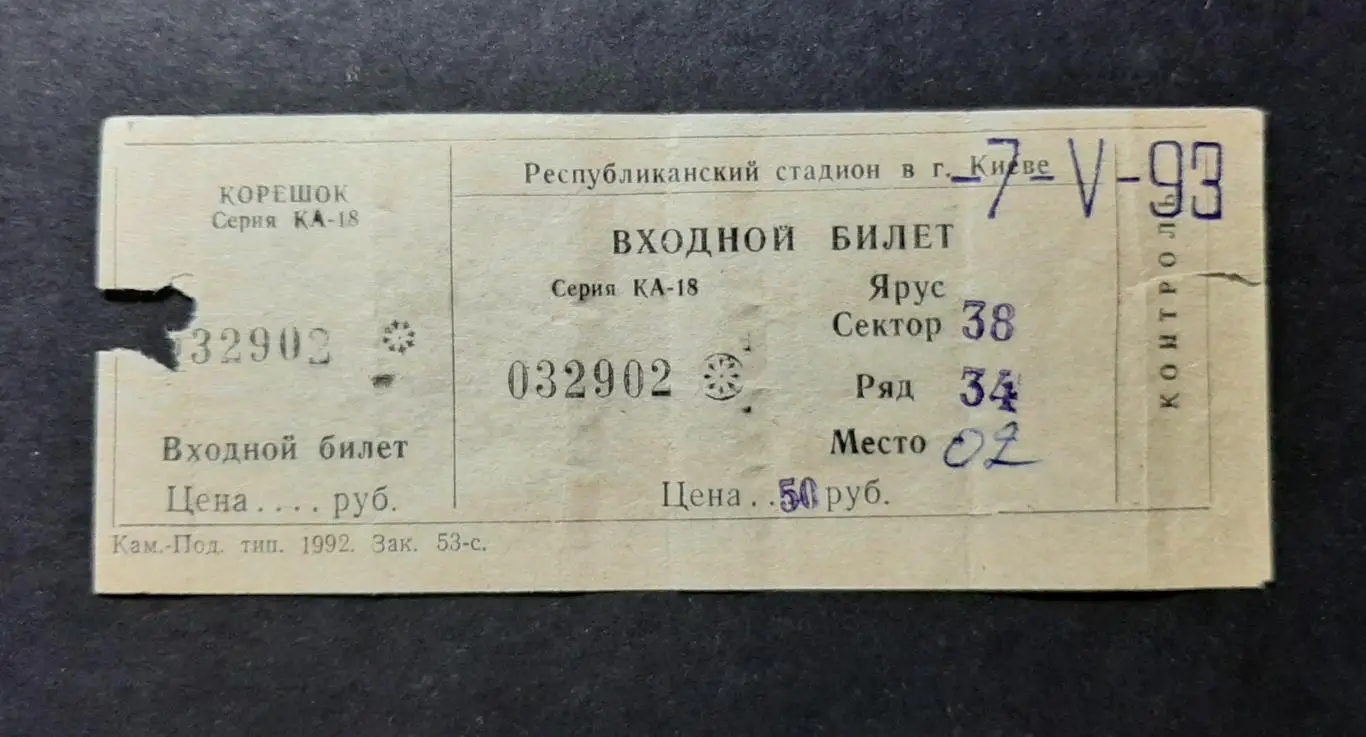 КОРЕШОК
Серия КА-18
032902
Входной билет
Цена .... руб.
Кам.-Под. тип. 1992. Зак. 53-с.
Республиканский стадион в г. Киеве
-7-V-93
ВХОДНОЙ БИЛЕТ
Серия КА-18
032902
Ярус
Сектор 38
Ряд 34
Место 02
Цена ..50 руб.
КОНТРОЛЬ